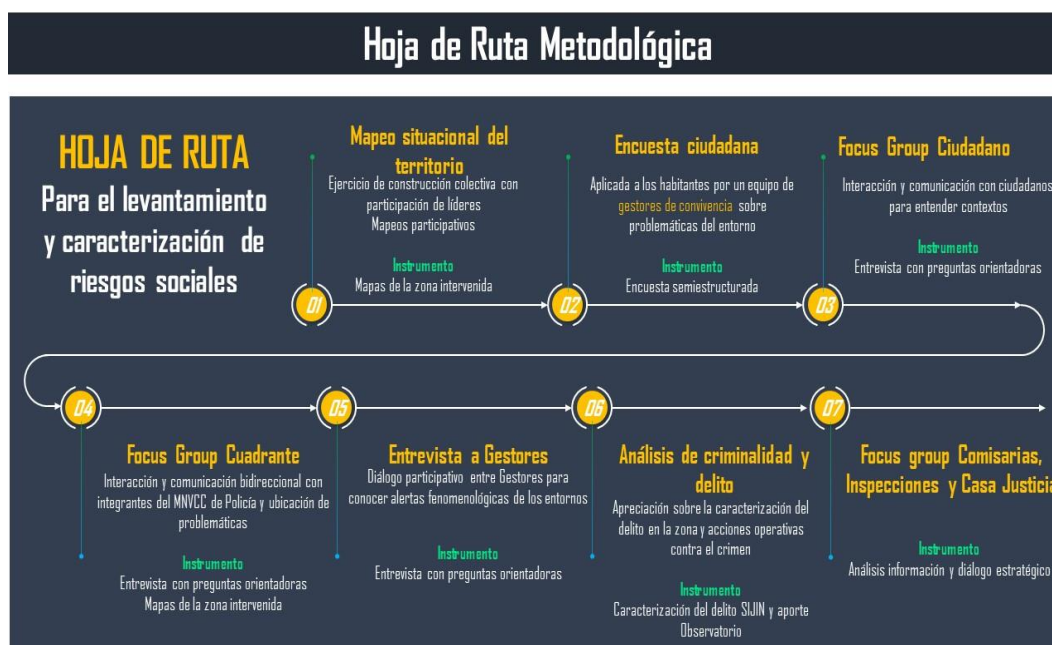 Hoja de Ruta Metodológica
HOJA DE RUTA
Para el levantamiento
y caracterización de
riesgos sociales
Mapeo situacional del
territorio
Ejercicio de construcción colectiva con
participación de líderes
Mapeos participativos
Instrumento
Mapas de la zona intervenida
01
Encuesta ciudadana
Aplicada a los habitantes por un equipo de
gestores de convivencia sobre
problemáticas del entorno
Instrumento
Encuesta semiestructurada
02
Focus Group Ciudadano
Interacción y comunicación con ciudadanos
para entender contextos
Instrumento
Entrevista con preguntas orientadoras
03
04
Focus Group Cuadrante
Interacción y comunicación bidireccional con
integrantes del MNVCC de Policía y ubicación de
problemáticas
Instrumento
Entrevista con preguntas orientadoras
Mapas de la zona intervenida
05
Entrevista a Gestores
Diálogo participativo entre Gestores para
conocer alertas fenomenológicas de los entornos
Instrumento
Entrevista con preguntas orientadoras
06
Análisis de criminalidad y
delito
Apreciación sobre la caracterización del
delito en la zona y acciones operativas
contra el crimen
Instrumento
Caracterización del delito SIJIN y aporte
Observatorio
07
Focus group Comisarias,
Inspecciones y Casa Justicia
Instrumento
Análisis información y diálogo estratégico